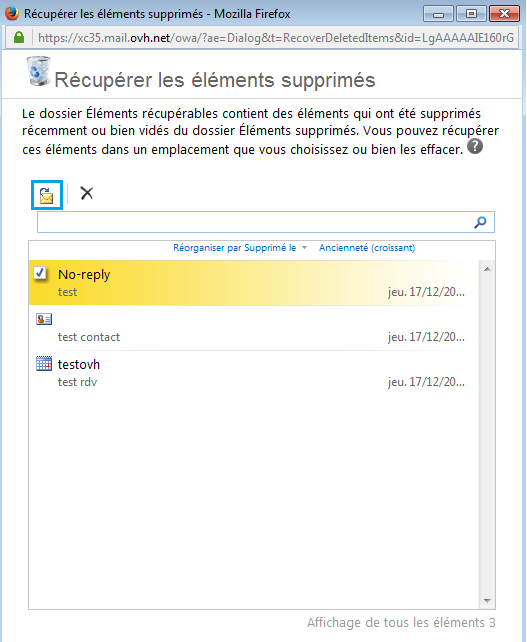 Récupérer les éléments supprimés - Mozilla Firefox
https://xc35.mail.ovh.net/owa/?ae=Dialog&t=RecoverDeletedItems&id=LgAAAAAIE160rG
Récupérer les éléments supprimés
Le dossier Éléments récupérables contient des éléments qui ont été supprimés
récemment ou bien vidés du dossier Éléments supprimés. Vous pouvez récupérer
ces éléments dans un emplacement que vous choisissez ou bien les effacer. ?
Réorganiser par Supprimé le Ancienneté (croissant)
No-reply
test jeu. 17/12/20...
test contact jeu. 17/12/20...
testovh
test rdv jeu. 17/12/20...
Affichage de tous les éléments 3